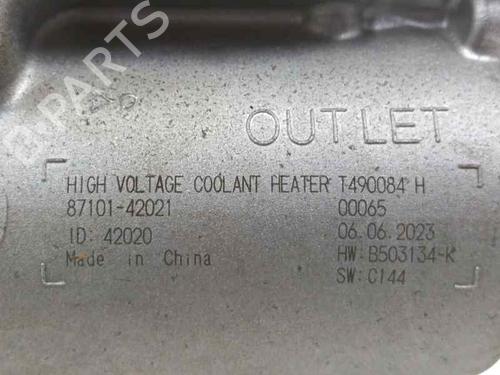 B-PARTS
OUTLET
HIGH VOLTAGE COOLANT HEATER T490084 H
87101-42021 00065
ID: 42020 06.06.2023
Made in China HW: B503134-K
SW: C144